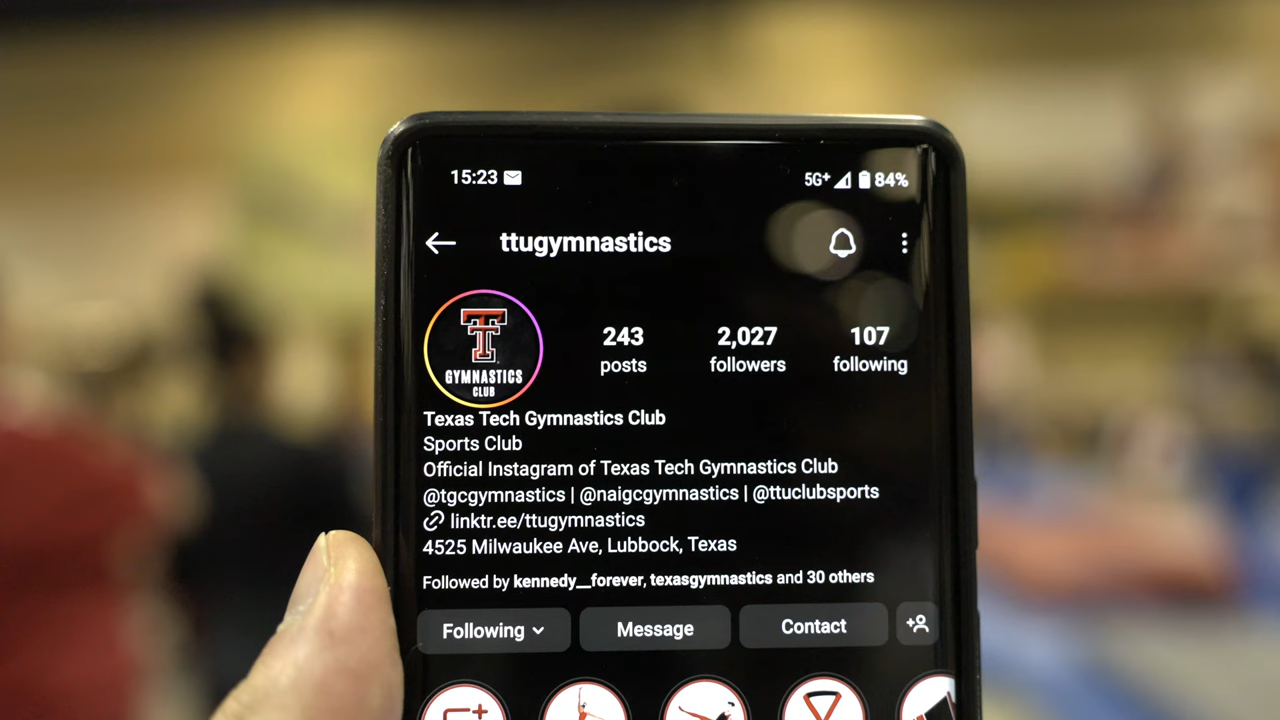 15:23
5G+ 84%
ttugymnastics
T
GYMNASTICS
CLUB
243 2,027 107
posts followers following
Texas Tech Gymnastics Club
Sports Club
Official Instagram of Texas Tech Gymnastics Club
@tgcgymnastics | @naigcgymnastics | @ttuclubsports
linktr.ee/ttugymnastics
4525 Milwaukee Ave, Lubbock, Texas
Followed by kennedy__forever, texasgymnastics and 30 others
Following Message Contact